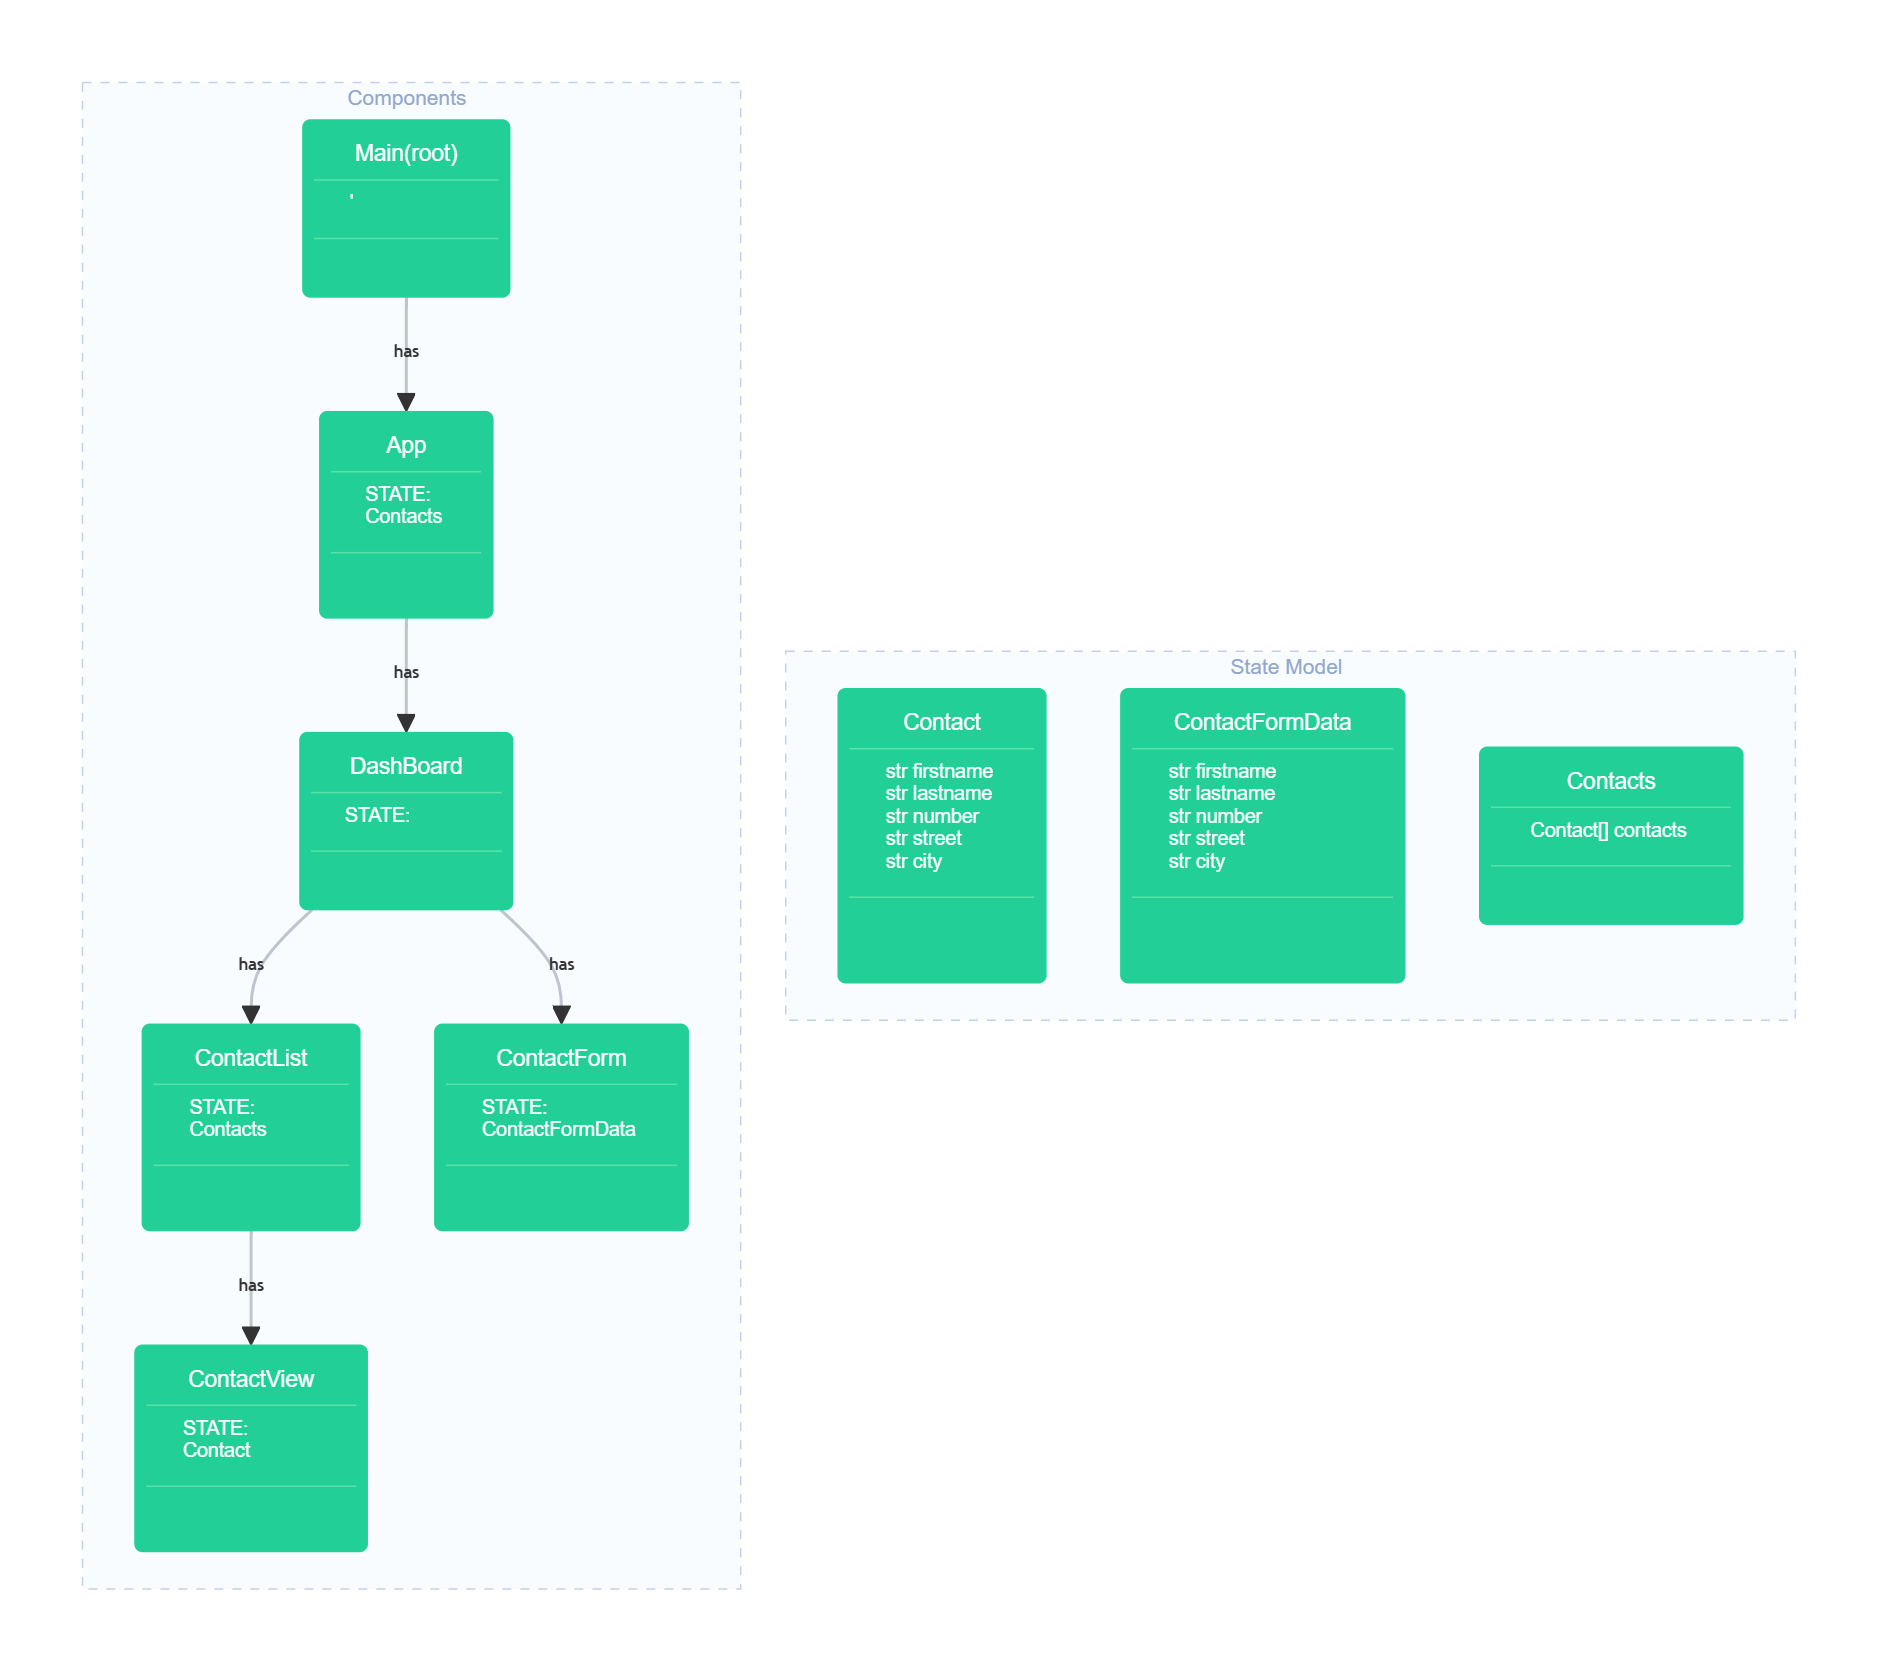 Components
Main(root)
'
has
App
STATE:
Contacts
has
DashBoard
STATE:
has
has
ContactList
STATE:
Contacts
ContactForm
STATE:
ContactFormData
has
ContactView
STATE:
Contact
State Model
Contact
str firstname
str lastname
str number
str street
str city
ContactFormData
str firstname
str lastname
str number
str street
str city
Contacts
Contact[] contacts